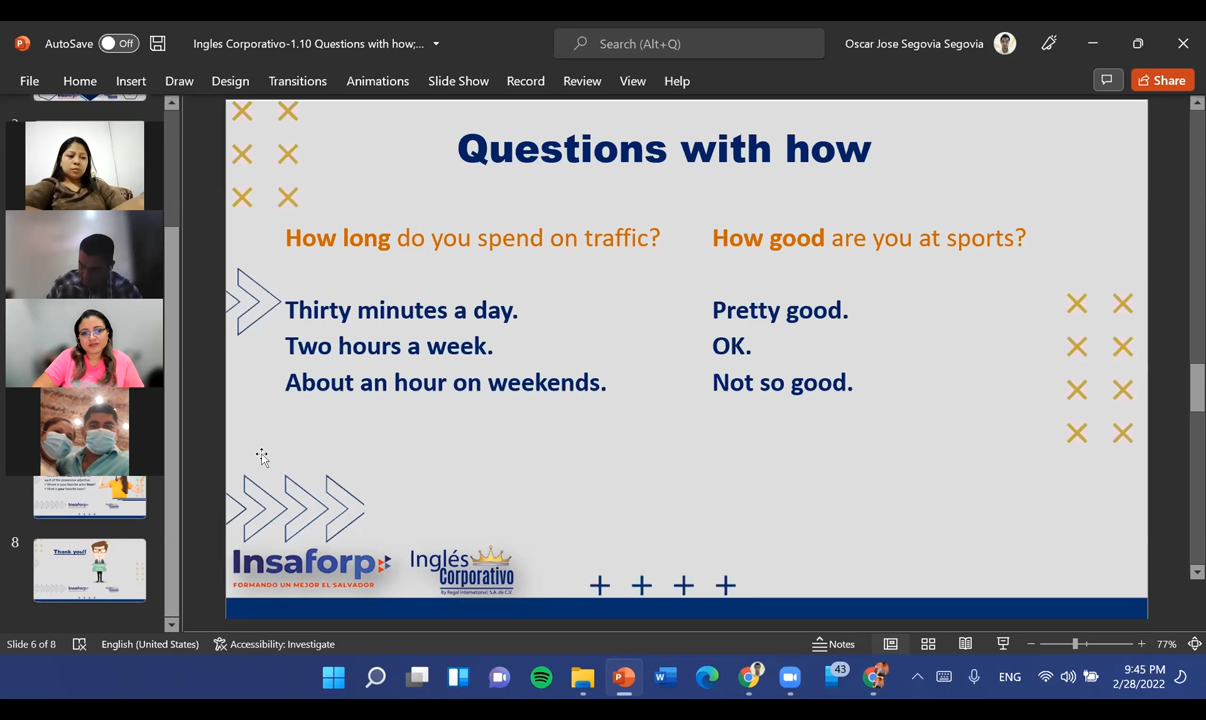 AutoSave Off
Ingles Corporativo-1.10 Questions with how;...
Search (Alt+Q)
Oscar Jose Segovia Segovia
File Home Insert Draw Design Transitions Animations Slide Show Record Review View Help
Share
Questions with how
How long do you spend on traffic?
How good are you at sports?
Thirty minutes a day.
Two hours a week.
About an hour on weekends.
Pretty good.
OK.
Not so good.
Insaforp
FORMANDO UN MEJOR EL SALVADOR
Inglés
Corporativo
By Regal International, S.A. de C.V.
8
Thank you!!
Slide 6 of 8
English (United States)
Accessibility: Investigate
Notes
77%
43
ENG
9:45 PM
2/28/2022